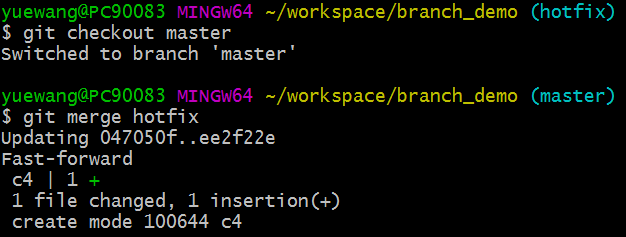 yuewang@PC90083 MINGW64 ~/workspace/branch_demo (hotfix)
$ git checkout master
Switched to branch 'master'
yuewang@PC90083 MINGW64 ~/workspace/branch_demo (master)
$ git merge hotfix
Updating 047050f..ee2f22e
Fast-forward
 c4 | 1 +
 1 file changed, 1 insertion(+)
 create mode 100644 c4